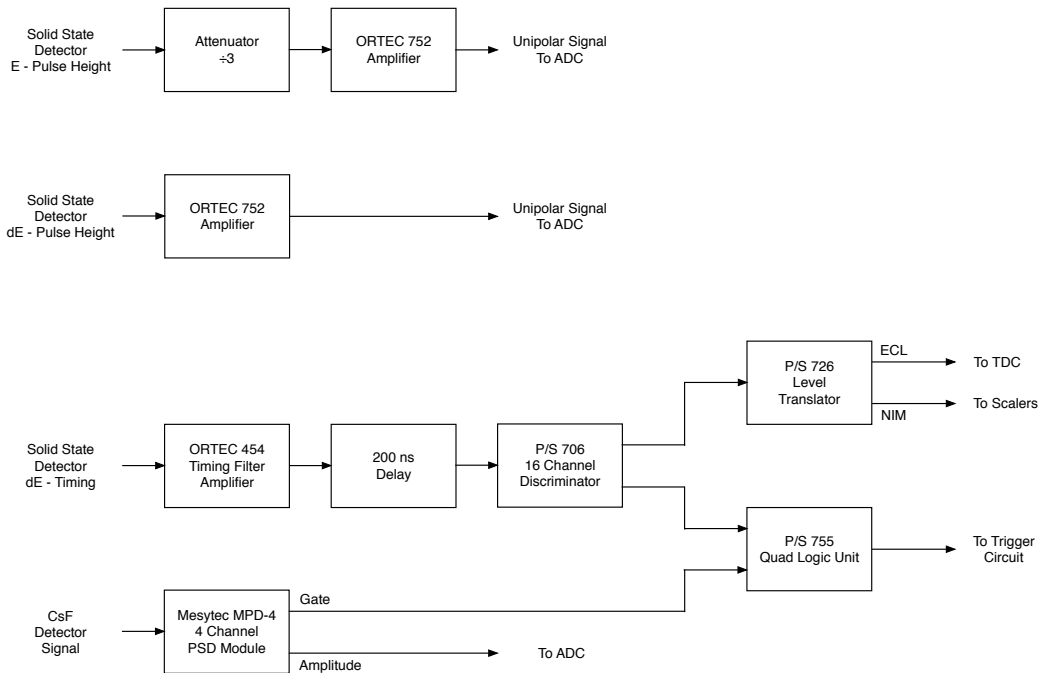 Solid State
Detector
E - Pulse Height
Attenuator
÷3
ORTEC 752
Amplifier
Unipolar Signal
To ADC
Solid State
Detector
dE - Pulse Height
ORTEC 752
Amplifier
Unipolar Signal
To ADC
P/S 726
Level
Translator
ECL
To TDC
NIM
To Scalers
Solid State
Detector
dE - Timing
ORTEC 454
Timing Filter
Amplifier
200 ns
Delay
P/S 706
16 Channel
Discriminator
P/S 755
Quad Logic Unit
To Trigger
Circuit
CsF
Detector
Signal
Mesytec MPD-4
4 Channel
PSD Module
Gate
Amplitude
To ADC